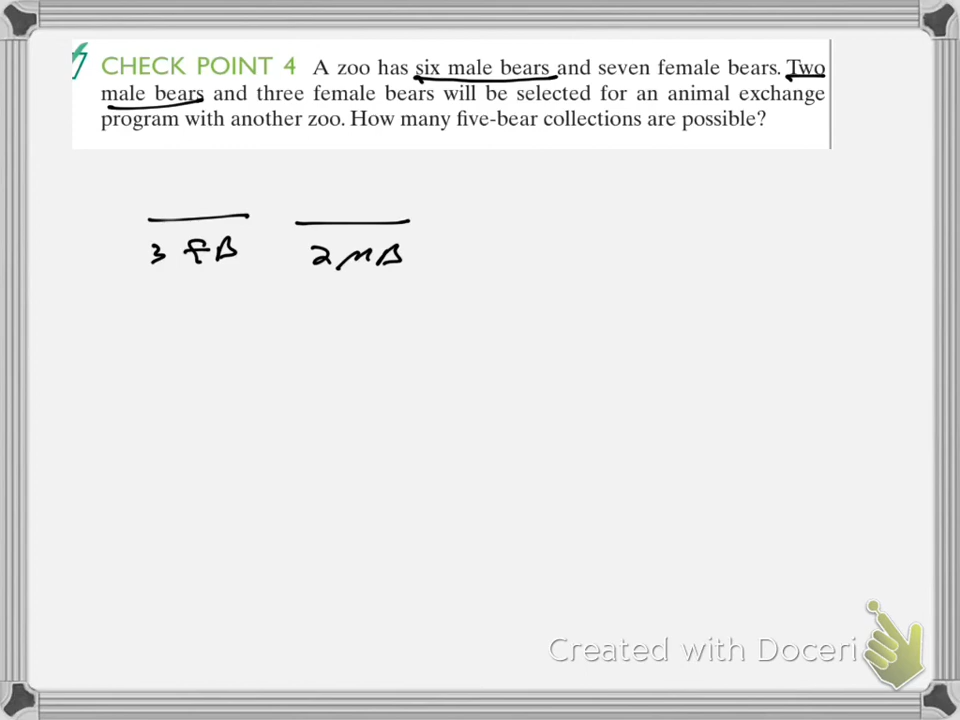 CHECK POINT 4 A zoo has six male bears and seven female bears. Two
male bears and three female bears will be selected for an animal exchange
program with another zoo. How many five-bear collections are possible?
3 FB 2 MB
Created with Doceri